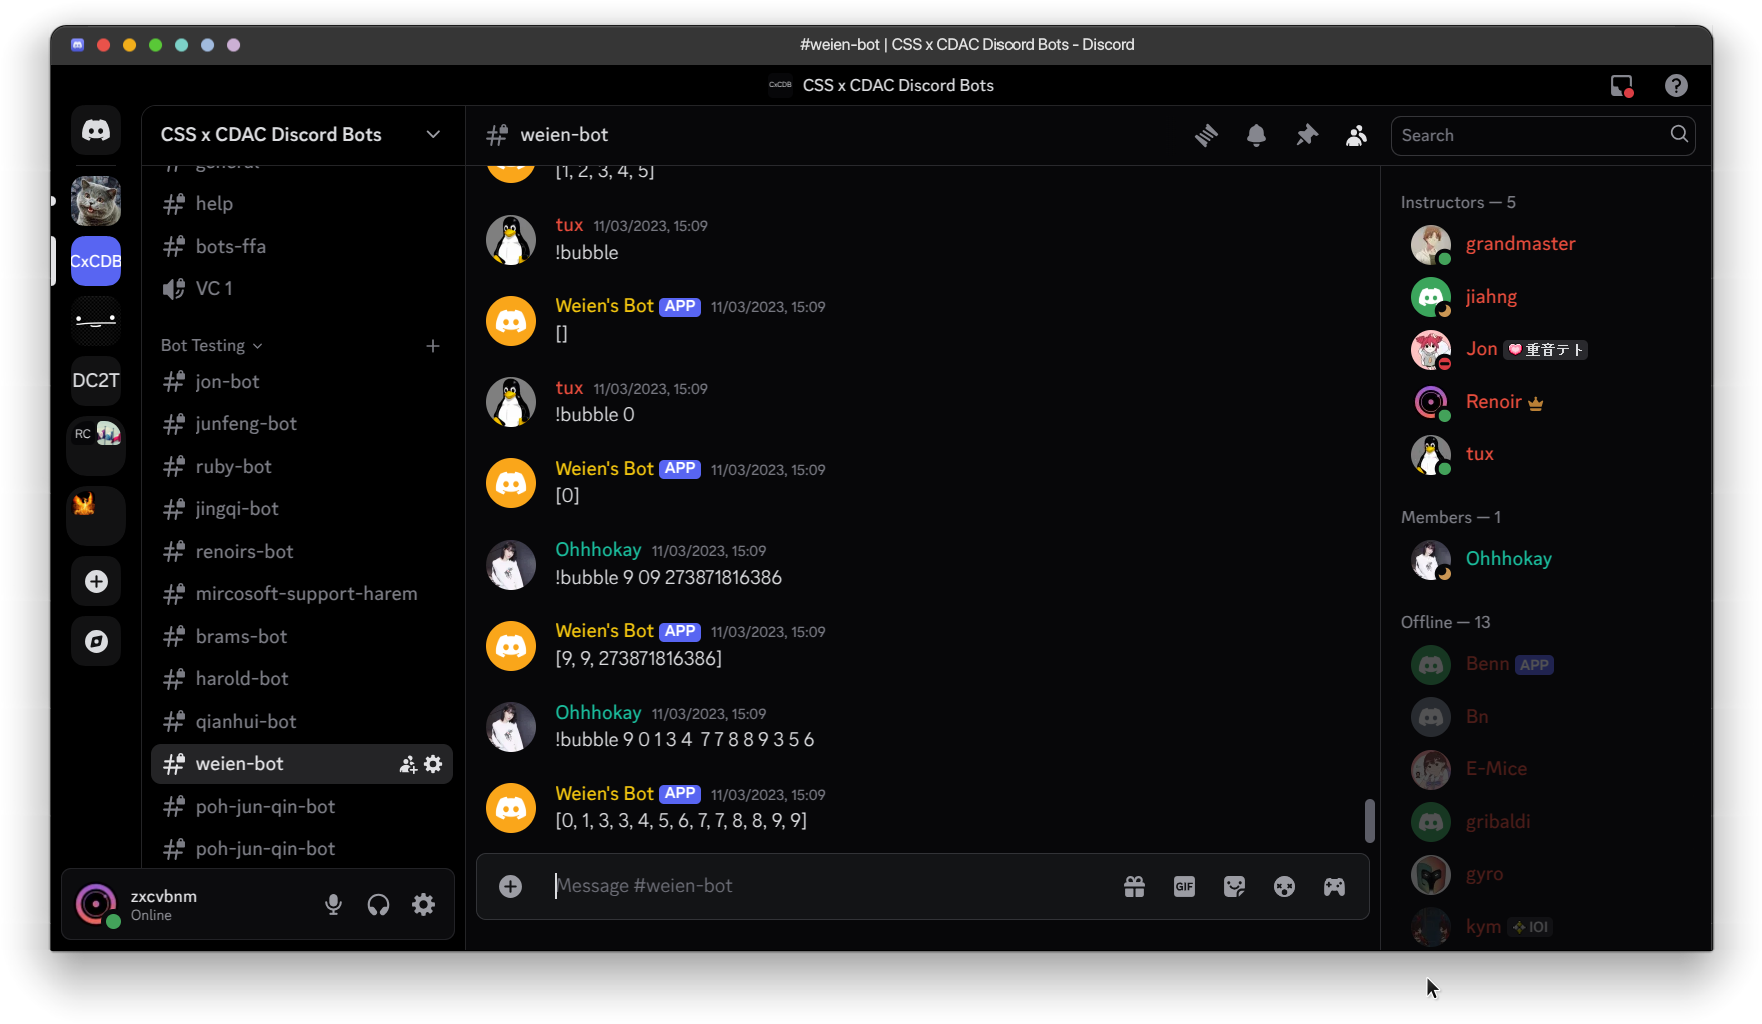 #weien-bot | CSS x CDAC Discord Bots - Discord
CxCDB CSS x CDAC Discord Bots
CxCDB
DC2T
RC
CSS x CDAC Discord Bots
general
help
bots-ffa
VC 1
Bot Testing
jon-bot
junfeng-bot
ruby-bot
jingqi-bot
renoirs-bot
mircosoft-support-harem
brams-bot
harold-bot
qianhui-bot
weien-bot
poh-jun-qin-bot
poh-jun-qin-bot
zxcvbnm
Online
weien-bot
Search
[1, 2, 3, 4, 5]
tux 11/03/2023, 15:09
!bubble
Weien's Bot APP 11/03/2023, 15:09
[]
tux 11/03/2023, 15:09
!bubble 0
Weien's Bot APP 11/03/2023, 15:09
[0]
Ohhhokay 11/03/2023, 15:09
!bubble 9 09 273871816386
Weien's Bot APP 11/03/2023, 15:09
[9, 9, 273871816386]
Ohhhokay 11/03/2023, 15:09
!bubble 9 0 1 3 4  7 7 8 8 9 3 5 6
Weien's Bot APP 11/03/2023, 15:09
[0, 1, 3, 3, 4, 5, 6, 7, 7, 8, 8, 9, 9]
Message #weien-bot
GIF
Instructors — 5
grandmaster
jiahng
Jon 重音テト
Renoir
tux
Members — 1
Ohhhokay
Offline — 13
Benn APP
Bn
E-Mice
gribaldi
gyro
kym IOI